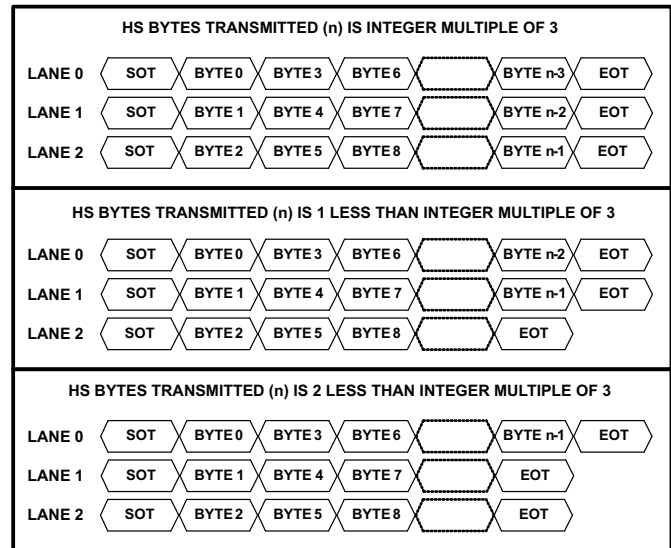 HS BYTES TRANSMITTED (n) IS INTEGER MULTIPLE OF 3
LANE 0 SOT BYTE 0 BYTE 3 BYTE 6 BYTE n-3 EOT
LANE 1 SOT BYTE 1 BYTE 4 BYTE 7 BYTE n-2 EOT
LANE 2 SOT BYTE 2 BYTE 5 BYTE 8 BYTE n-1 EOT
HS BYTES TRANSMITTED (n) IS 1 LESS THAN INTEGER MULTIPLE OF 3
LANE 0 SOT BYTE 0 BYTE 3 BYTE 6 BYTE n-2 EOT
LANE 1 SOT BYTE 1 BYTE 4 BYTE 7 BYTE n-1 EOT
LANE 2 SOT BYTE 2 BYTE 5 BYTE 8 EOT
HS BYTES TRANSMITTED (n) IS 2 LESS THAN INTEGER MULTIPLE OF 3
LANE 0 SOT BYTE 0 BYTE 3 BYTE 6 BYTE n-1 EOT
LANE 1 SOT BYTE 1 BYTE 4 BYTE 7 EOT
LANE 2 SOT BYTE 2 BYTE 5 BYTE 8 EOT